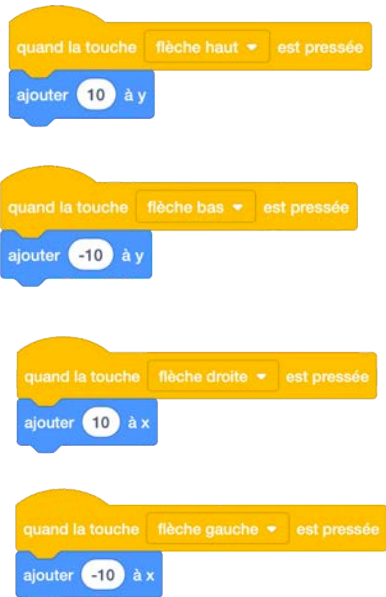 quand la touche flèche haut est pressée
ajouter 10 à y
quand la touche flèche bas est pressée
ajouter -10 à y
quand la touche flèche droite est pressée
ajouter 10 à x
quand la touche flèche gauche est pressée
ajouter -10 à x